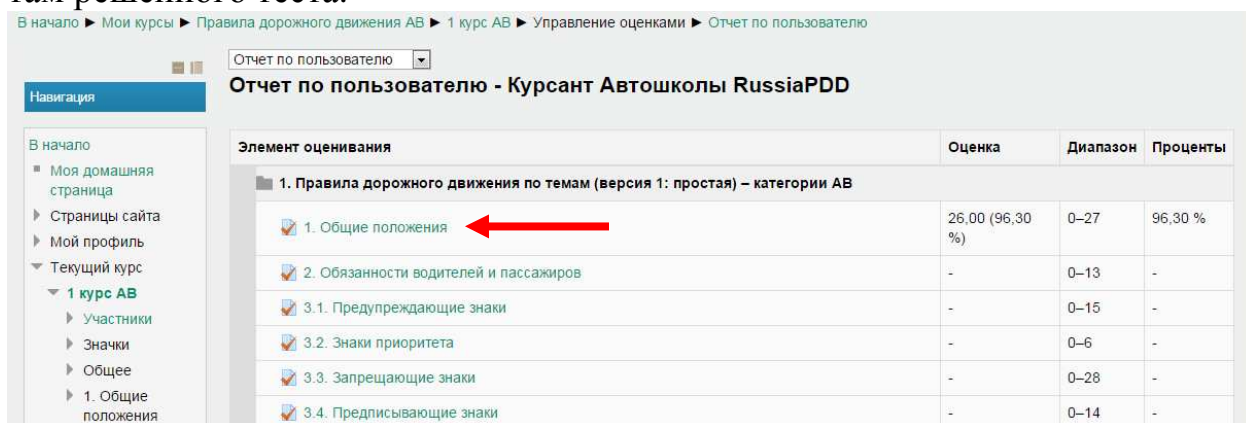 там решенного теста.
В начало ► Мои курсы ► Правила дорожного движения АВ ► 1 курс АВ ► Управление оценками ► Отчет по пользователю
Отчет по пользователю
Отчет по пользователю - Курсант Автошколы RussiaPDD
Навигация
В начало
Моя домашняя
страница
Страницы сайта
Мой профиль
Текущий курс
1 курс АВ
Участники
Значки
Общее
1. Общие
положения
Элемент оценивания Оценка Диапазон Проценты
1. Правила дорожного движения по темам (версия 1: простая) – категории АВ
1. Общие положения 26,00 (96,30 0–27 96,30 %
%)
2. Обязанности водителей и пассажиров - 0–13 -
3.1. Предупреждающие знаки - 0–15 -
3.2. Знаки приоритета - 0–6 -
3.3. Запрещающие знаки - 0–28 -
3.4. Предписывающие знаки - 0–14 -